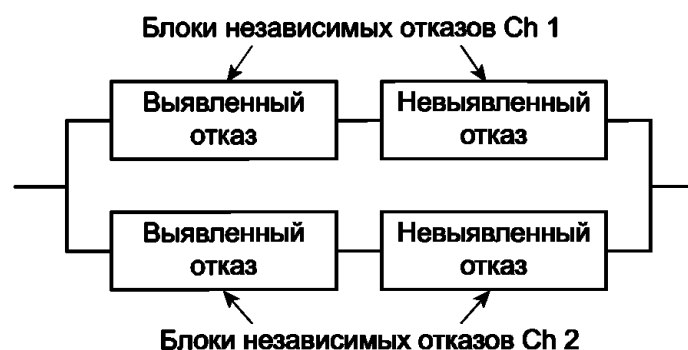 Блоки независимых отказов Ch 1
Выявленный
отказ
Невыявленный
отказ
Выявленный
отказ
Невыявленный
отказ
Блоки независимых отказов Ch 2